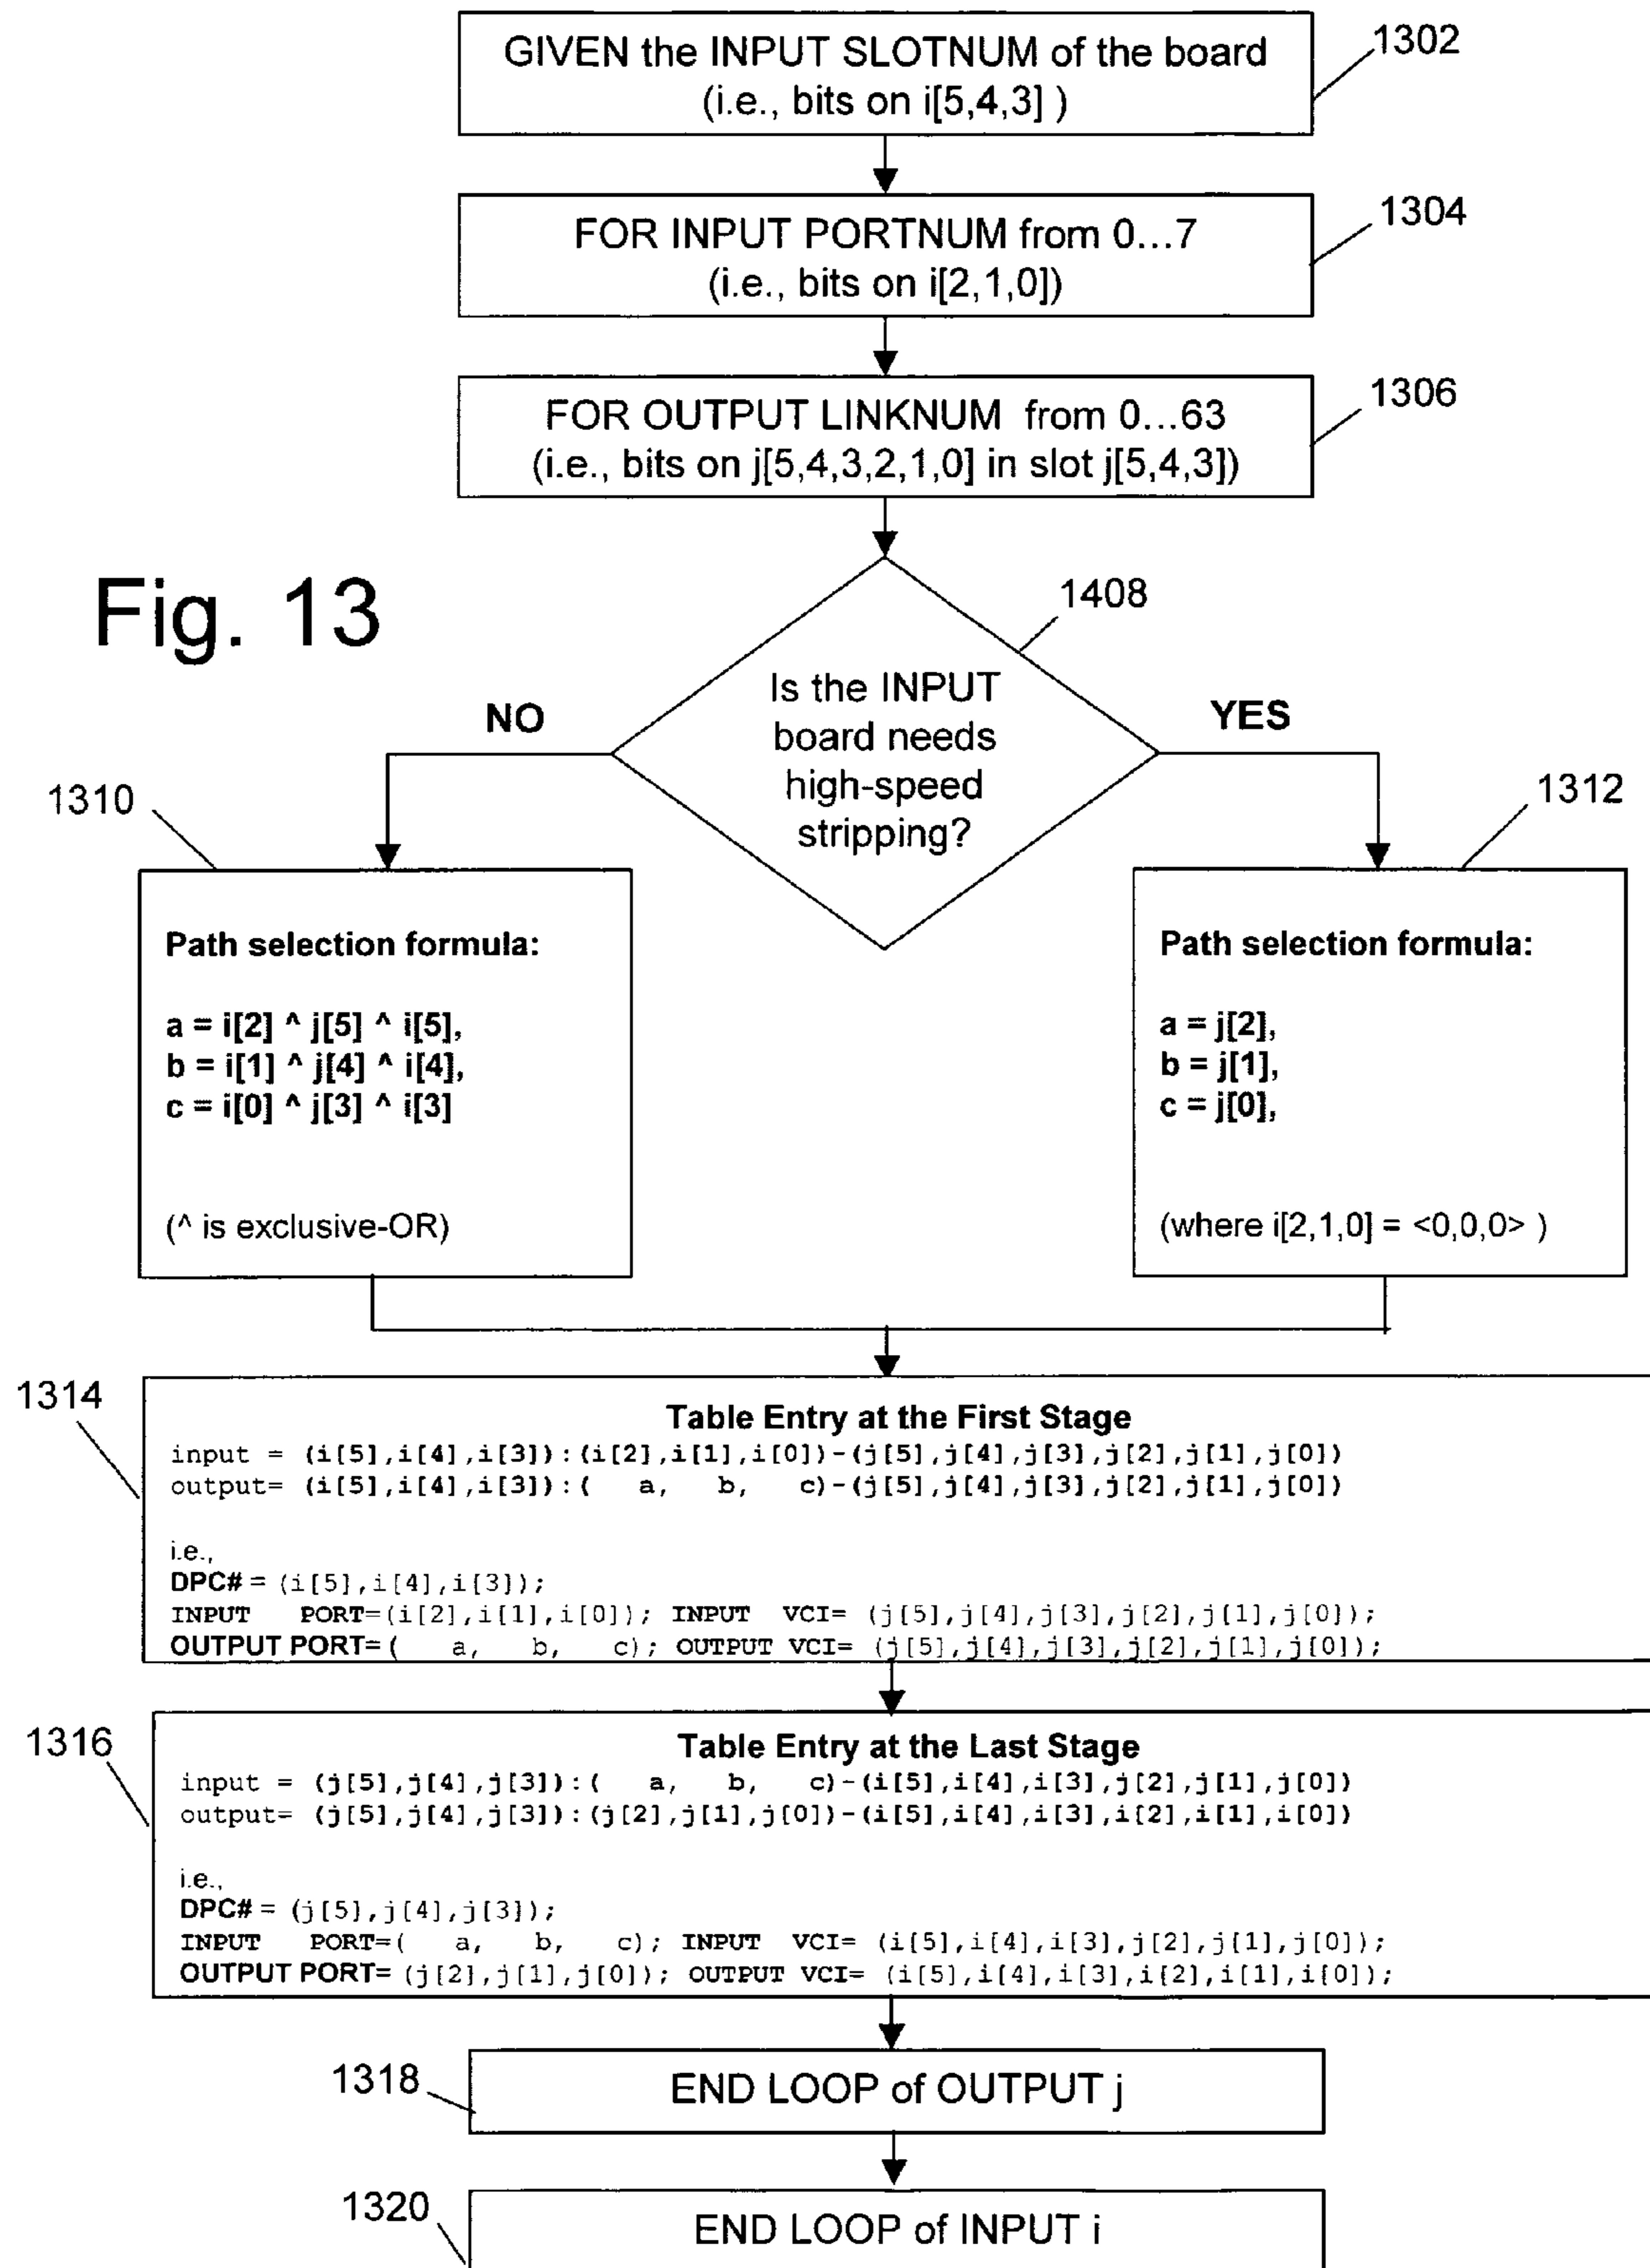 GIVEN the INPUT SLOTNUM of the board
(i.e., bits on i[5,4,3] )
1302
FOR INPUT PORTNUM from 0...7
(i.e., bits on i[2,1,0])
1304
FOR OUTPUT LINKNUM from 0...63
(i.e., bits on j[5,4,3,2,1,0] in slot j[5,4,3])
1306
Fig. 13
1408
Is the INPUT
board needs
high-speed
stripping?
NO
YES
1310
1312
Path selection formula:
a = i[2] ^ j[5] ^ i[5],
b = i[1] ^ j[4] ^ i[4],
c = i[0] ^ j[3] ^ i[3]
(^ is exclusive-OR)
Path selection formula:
a = j[2],
b = j[1],
c = j[0],
(where i[2,1,0] = <0,0,0> )
1314
Table Entry at the First Stage
input = (i[5],i[4],i[3]):(i[2],i[1],i[0])-(j[5],j[4],j[3],j[2],j[1],j[0])
output= (i[5],i[4],i[3]):( a, b, c)-(j[5],j[4],j[3],j[2],j[1],j[0])
i.e.,
DPC# = (i[5],i[4],i[3]);
INPUT PORT=(i[2],i[1],i[0]); INPUT VCI= (j[5],j[4],j[3],j[2],j[1],j[0]);
OUTPUT PORT= ( a, b, c); OUTPUT VCI= (j[5],j[4],j[3],j[2],j[1],j[0]);
1316
Table Entry at the Last Stage
input = (j[5],j[4],j[3]):( a, b, c)-(i[5],i[4],i[3],j[2],j[1],j[0])
output= (j[5],j[4],j[3]):(j[2],j[1],j[0])-(i[5],i[4],i[3],i[2],i[1],i[0])
i.e.,
DPC# = (j[5],j[4],j[3]);
INPUT PORT=( a, b, c); INPUT VCI= (i[5],i[4],i[3],j[2],j[1],j[0]);
OUTPUT PORT= (j[2],j[1],j[0]); OUTPUT VCI= (i[5],i[4],i[3],i[2],i[1],i[0]);
1318
END LOOP of OUTPUT j
1320
END LOOP of INPUT i